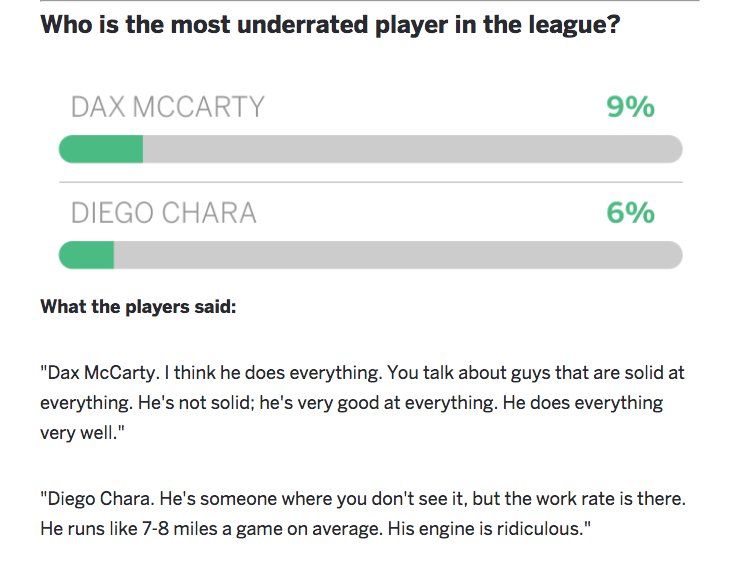 Who is the most underrated player in the league?
DAX MCCARTY 9%
DIEGO CHARA 6%
What the players said:
"Dax McCarty. I think he does everything. You talk about guys that are solid at
everything. He's not solid; he's very good at everything. He does everything
very well."
"Diego Chara. He's someone where you don't see it, but the work rate is there.
He runs like 7-8 miles a game on average. His engine is ridiculous."